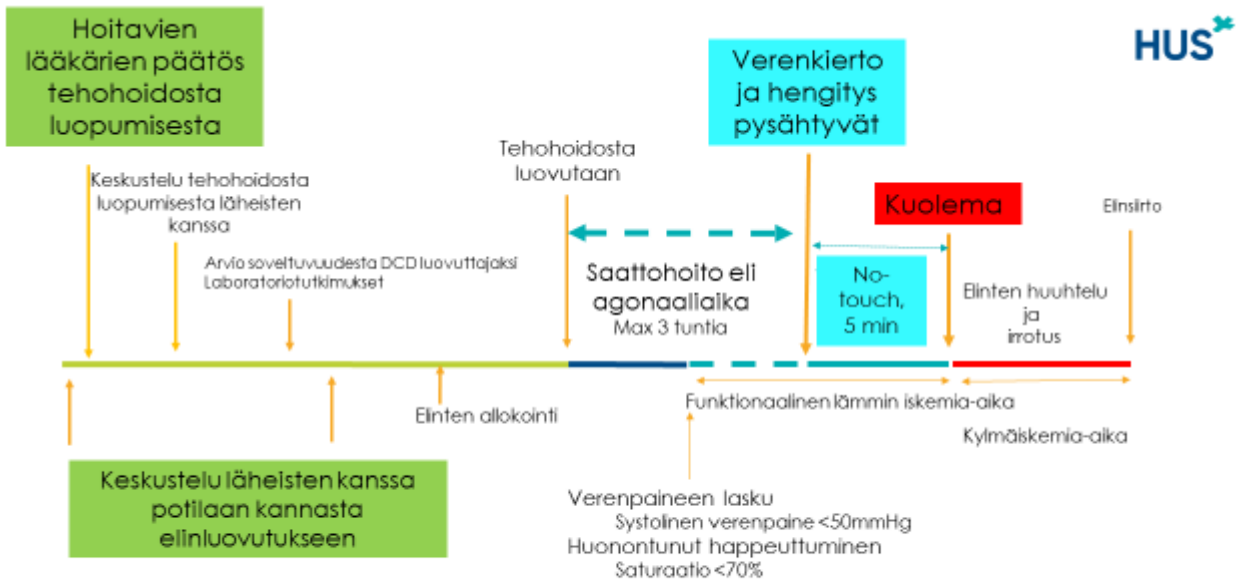 Hoitavien
lääkärien päätös
tehohoidosta
luopumisesta
HUS
Verenkierto
ja hengitys
pysähtyvät
Tehohoidosta
luovutaan
Keskustelu tehohoidosta
luopumisesta läheisten
kanssa
Kuolema
Elinsiirto
Arvio soveltuvuudesta DCD luovuttajaksi
Laboratoriotutkimukset
Saattohoito eli
agonaaliaika
Max 3 tuntia
No-
touch,
5 min
Elinten huuhtelu
ja
irrotus
Elinten allokointi
Funktionaalinen lämmin iskemia-aika
Kylmäiskemia-aika
Keskustelu läheisten kanssa
potilaan kannasta
elinluovutukseen
Verenpaineen lasku
Systolinen verenpaine <50mmHg
Huonontunut happeuttuminen
Saturaatio <70%